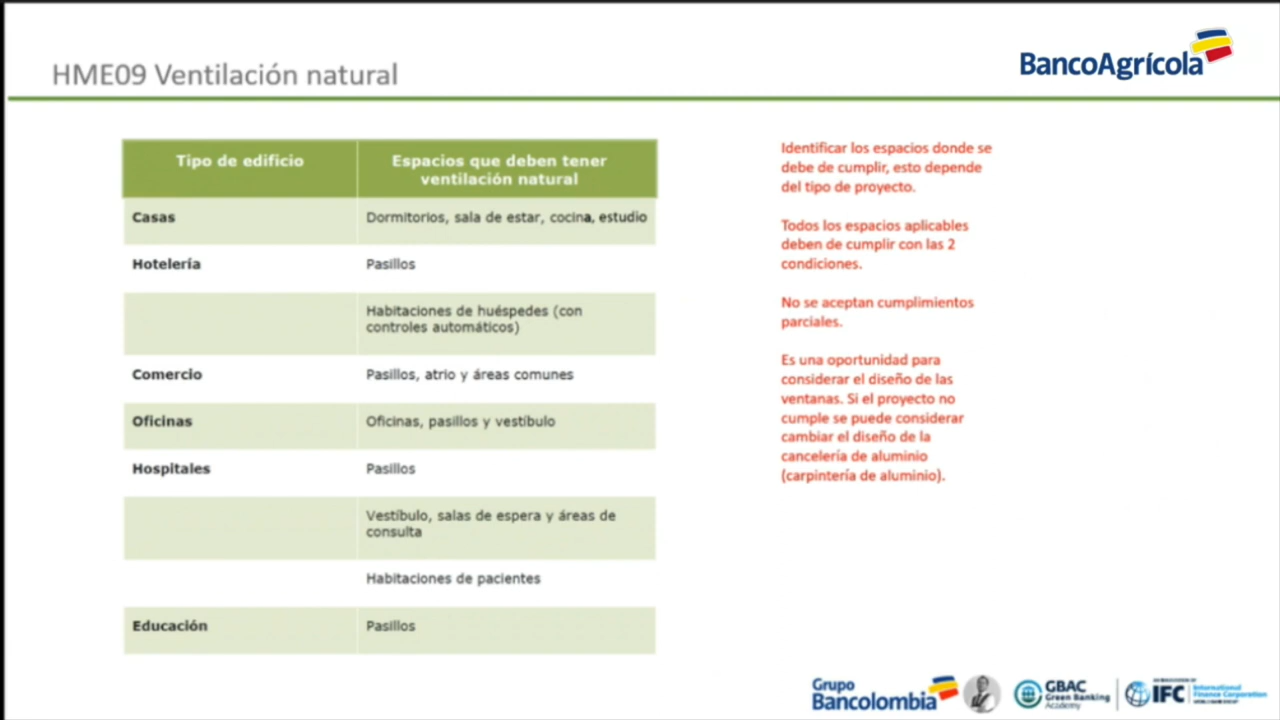 HME09 Ventilación natural
BancoAgrícola
Tipo de edificio
Espacios que deben tener
ventilación natural
Casas
Dormitorios, sala de estar, cocina, estudio
Hotelería
Pasillos
Habitaciones de huéspedes (con
controles automáticos)
Comercio
Pasillos, atrio y áreas comunes
Oficinas
Oficinas, pasillos y vestíbulo
Hospitales
Pasillos
Vestíbulo, salas de espera y áreas de
consulta
Habitaciones de pacientes
Educación
Pasillos
Identificar los espacios donde se
debe de cumplir, esto depende
del tipo de proyecto.
Todos los espacios aplicables
deben de cumplir con las 2
condiciones.
No se aceptan cumplimientos
parciales.
Es una oportunidad para
considerar el diseño de las
ventanas. Si el proyecto no
cumple se puede considerar
cambiar el diseño de la
cancelería de aluminio
(carpintería de aluminio).
Grupo
Bancolombia
GBAC
Green Banking
Academy
IFC
International
Finance Corporation